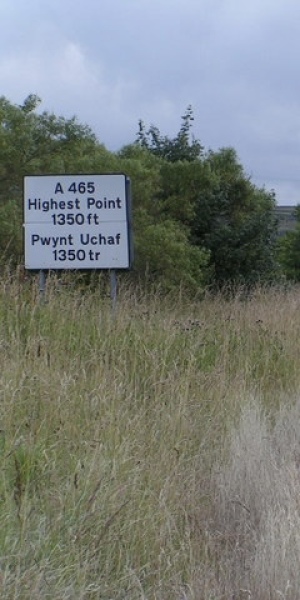 A 465
Highest Point
1350 ft
Pwynt Uchaf
1350 tr